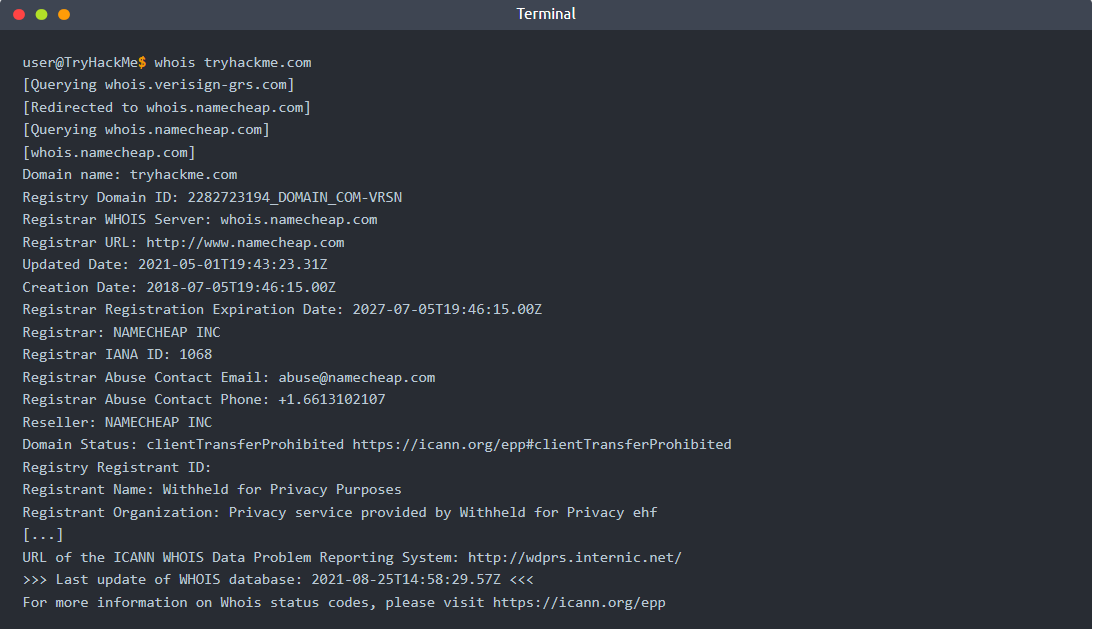 Terminal
user@TryHackMe$ whois tryhackme.com
[Querying whois.verisign-grs.com]
[Redirected to whois.namecheap.com]
[Querying whois.namecheap.com]
[whois.namecheap.com]
Domain name: tryhackme.com
Registry Domain ID: 2282723194_DOMAIN_COM-VRSN
Registrar WHOIS Server: whois.namecheap.com
Registrar URL: http://www.namecheap.com
Updated Date: 2021-05-01T19:43:23.31Z
Creation Date: 2018-07-05T19:46:15.00Z
Registrar Registration Expiration Date: 2027-07-05T19:46:15.00Z
Registrar: NAMECHEAP INC
Registrar IANA ID: 1068
Registrar Abuse Contact Email: abuse@namecheap.com
Registrar Abuse Contact Phone: +1.6613102107
Reseller: NAMECHEAP INC
Domain Status: clientTransferProhibited https://icann.org/epp#clientTransferProhibited
Registry Registrant ID:
Registrant Name: Withheld for Privacy Purposes
Registrant Organization: Privacy service provided by Withheld for Privacy ehf
[...]
URL of the ICANN WHOIS Data Problem Reporting System: http://wdprs.internic.net/
>>> Last update of WHOIS database: 2021-08-25T14:58:29.57Z <<<
For more information on Whois status codes, please visit https://icann.org/epp